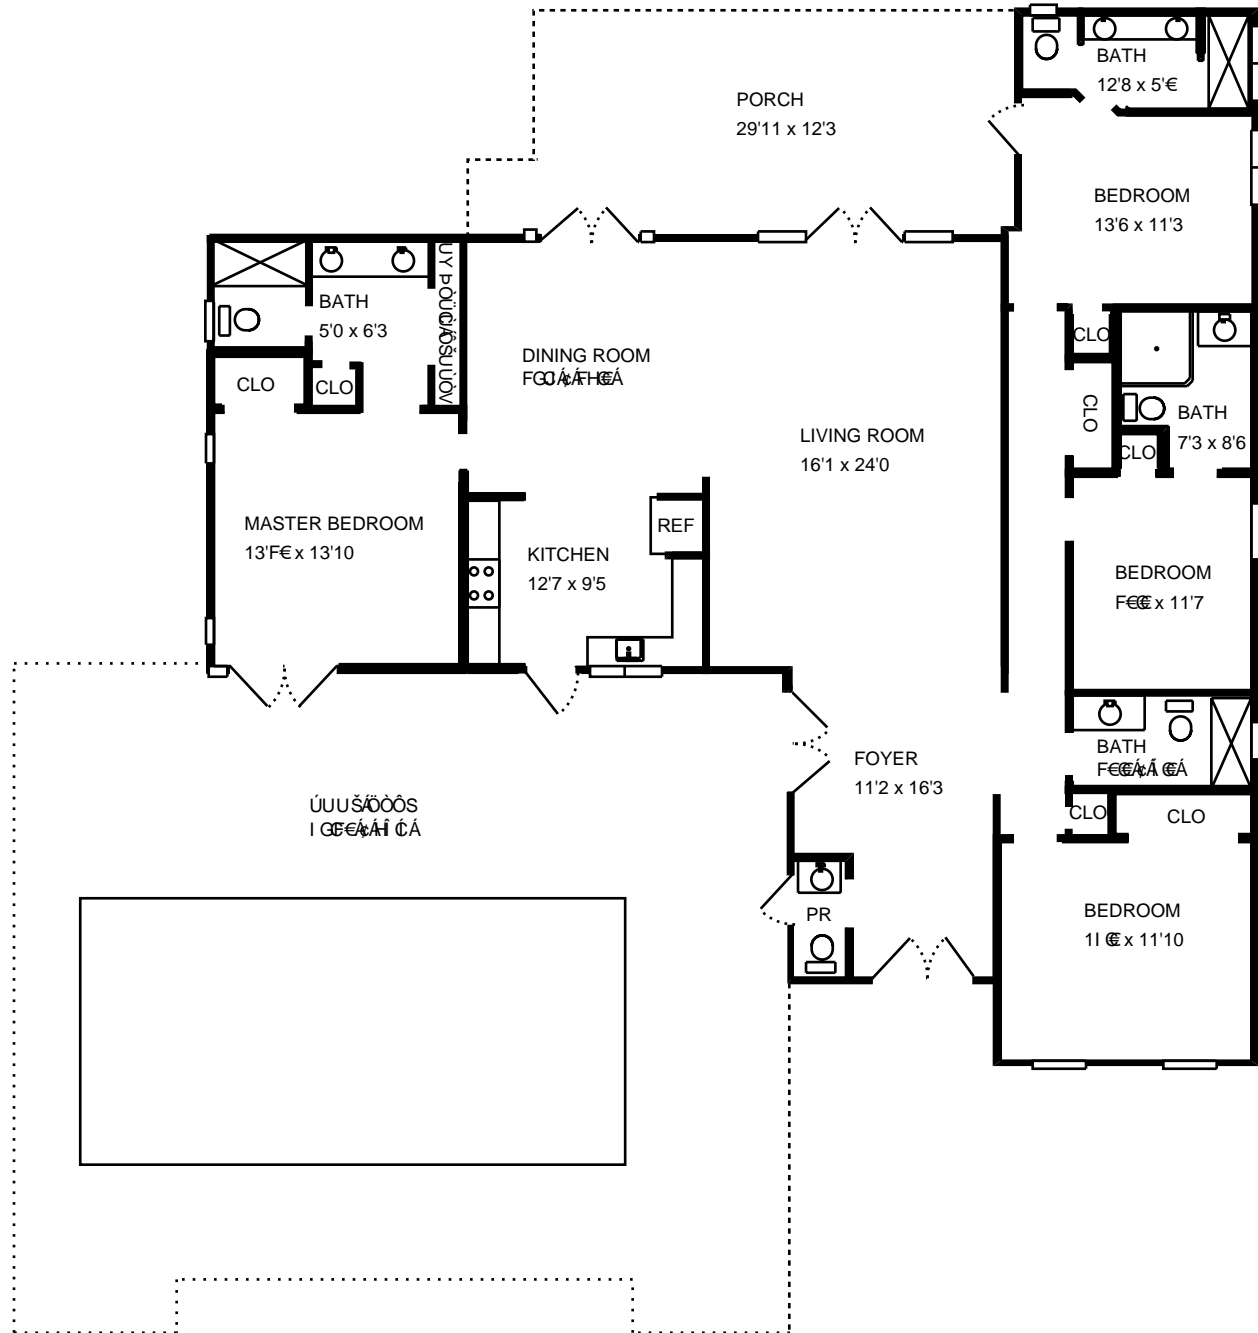 BATH
12'8 x 5'€
PORCH
29'11 x 12'3
BEDROOM
13'6 x 11'3
BATH
5'0 x 6'3
CLO
CLO
DINING ROOM
CLO
CLO
BATH
7'3 x 8'6
CLO
LIVING ROOM
16'1 x 24'0
MASTER BEDROOM
13'F€ x 13'10
REF
KITCHEN
12'7 x 9'5
BEDROOM
x 11'7
BATH
FOYER
11'2 x 16'3
CLO
CLO
PR
BEDROOM
x 11'10